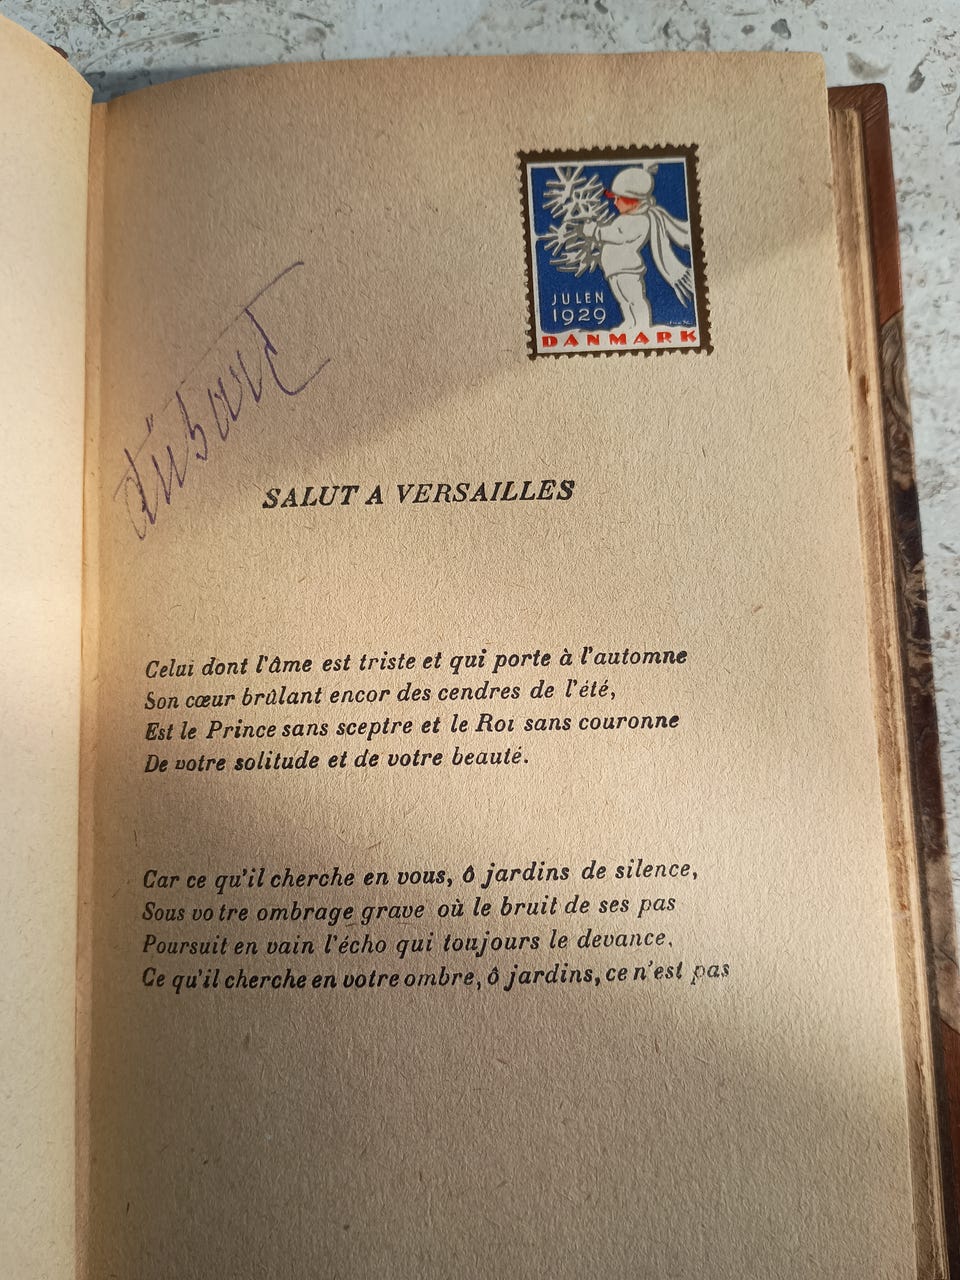 JULEN
1929
DANMARK
SALUT A VERSAILLES
Celui dont l'âme est triste et qui porte à l'automne
Son cœur brûlant encor des cendres de l'été,
Est le Prince sans sceptre et le Roi sans couronne
De votre solitude et de votre beauté.
Car ce qu'il cherche en vous, ô jardins de silence,
Sous votre ombrage grave où le bruit de ses pas
Poursuit en vain l'écho qui toujours le devance,
Ce qu'il cherche en votre ombre, ô jardins, ce n'est pas